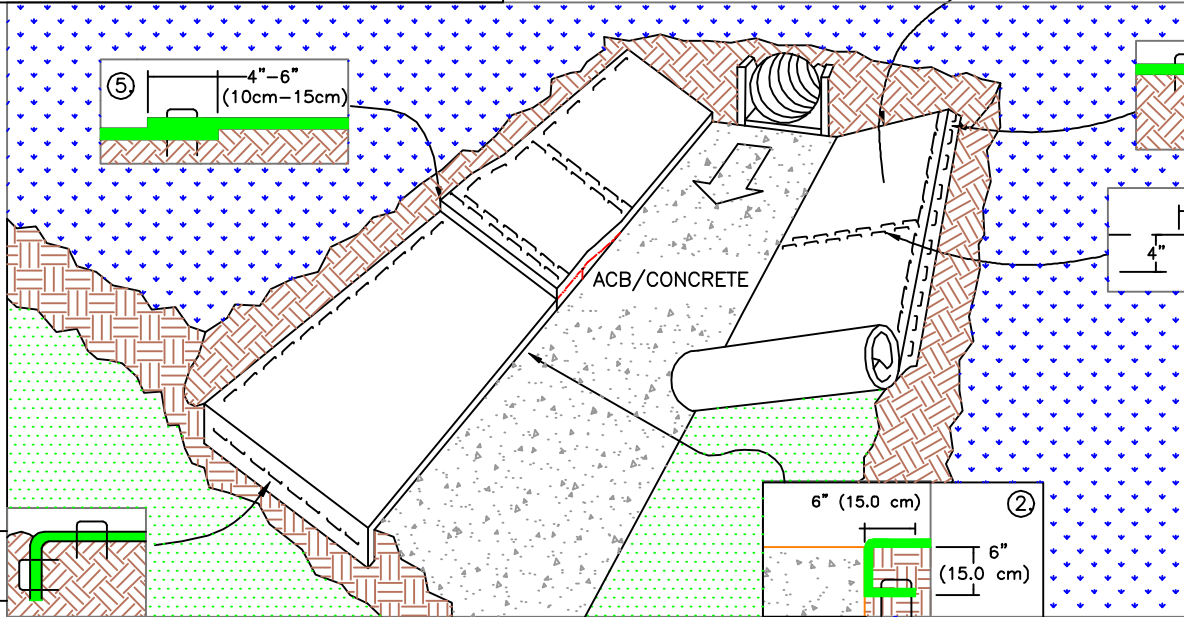 5.
4"-6"
(10cm-15cm)
4"
ACB/CONCRETE
2.
6" (15.0 cm)
6"
(15.0 cm)